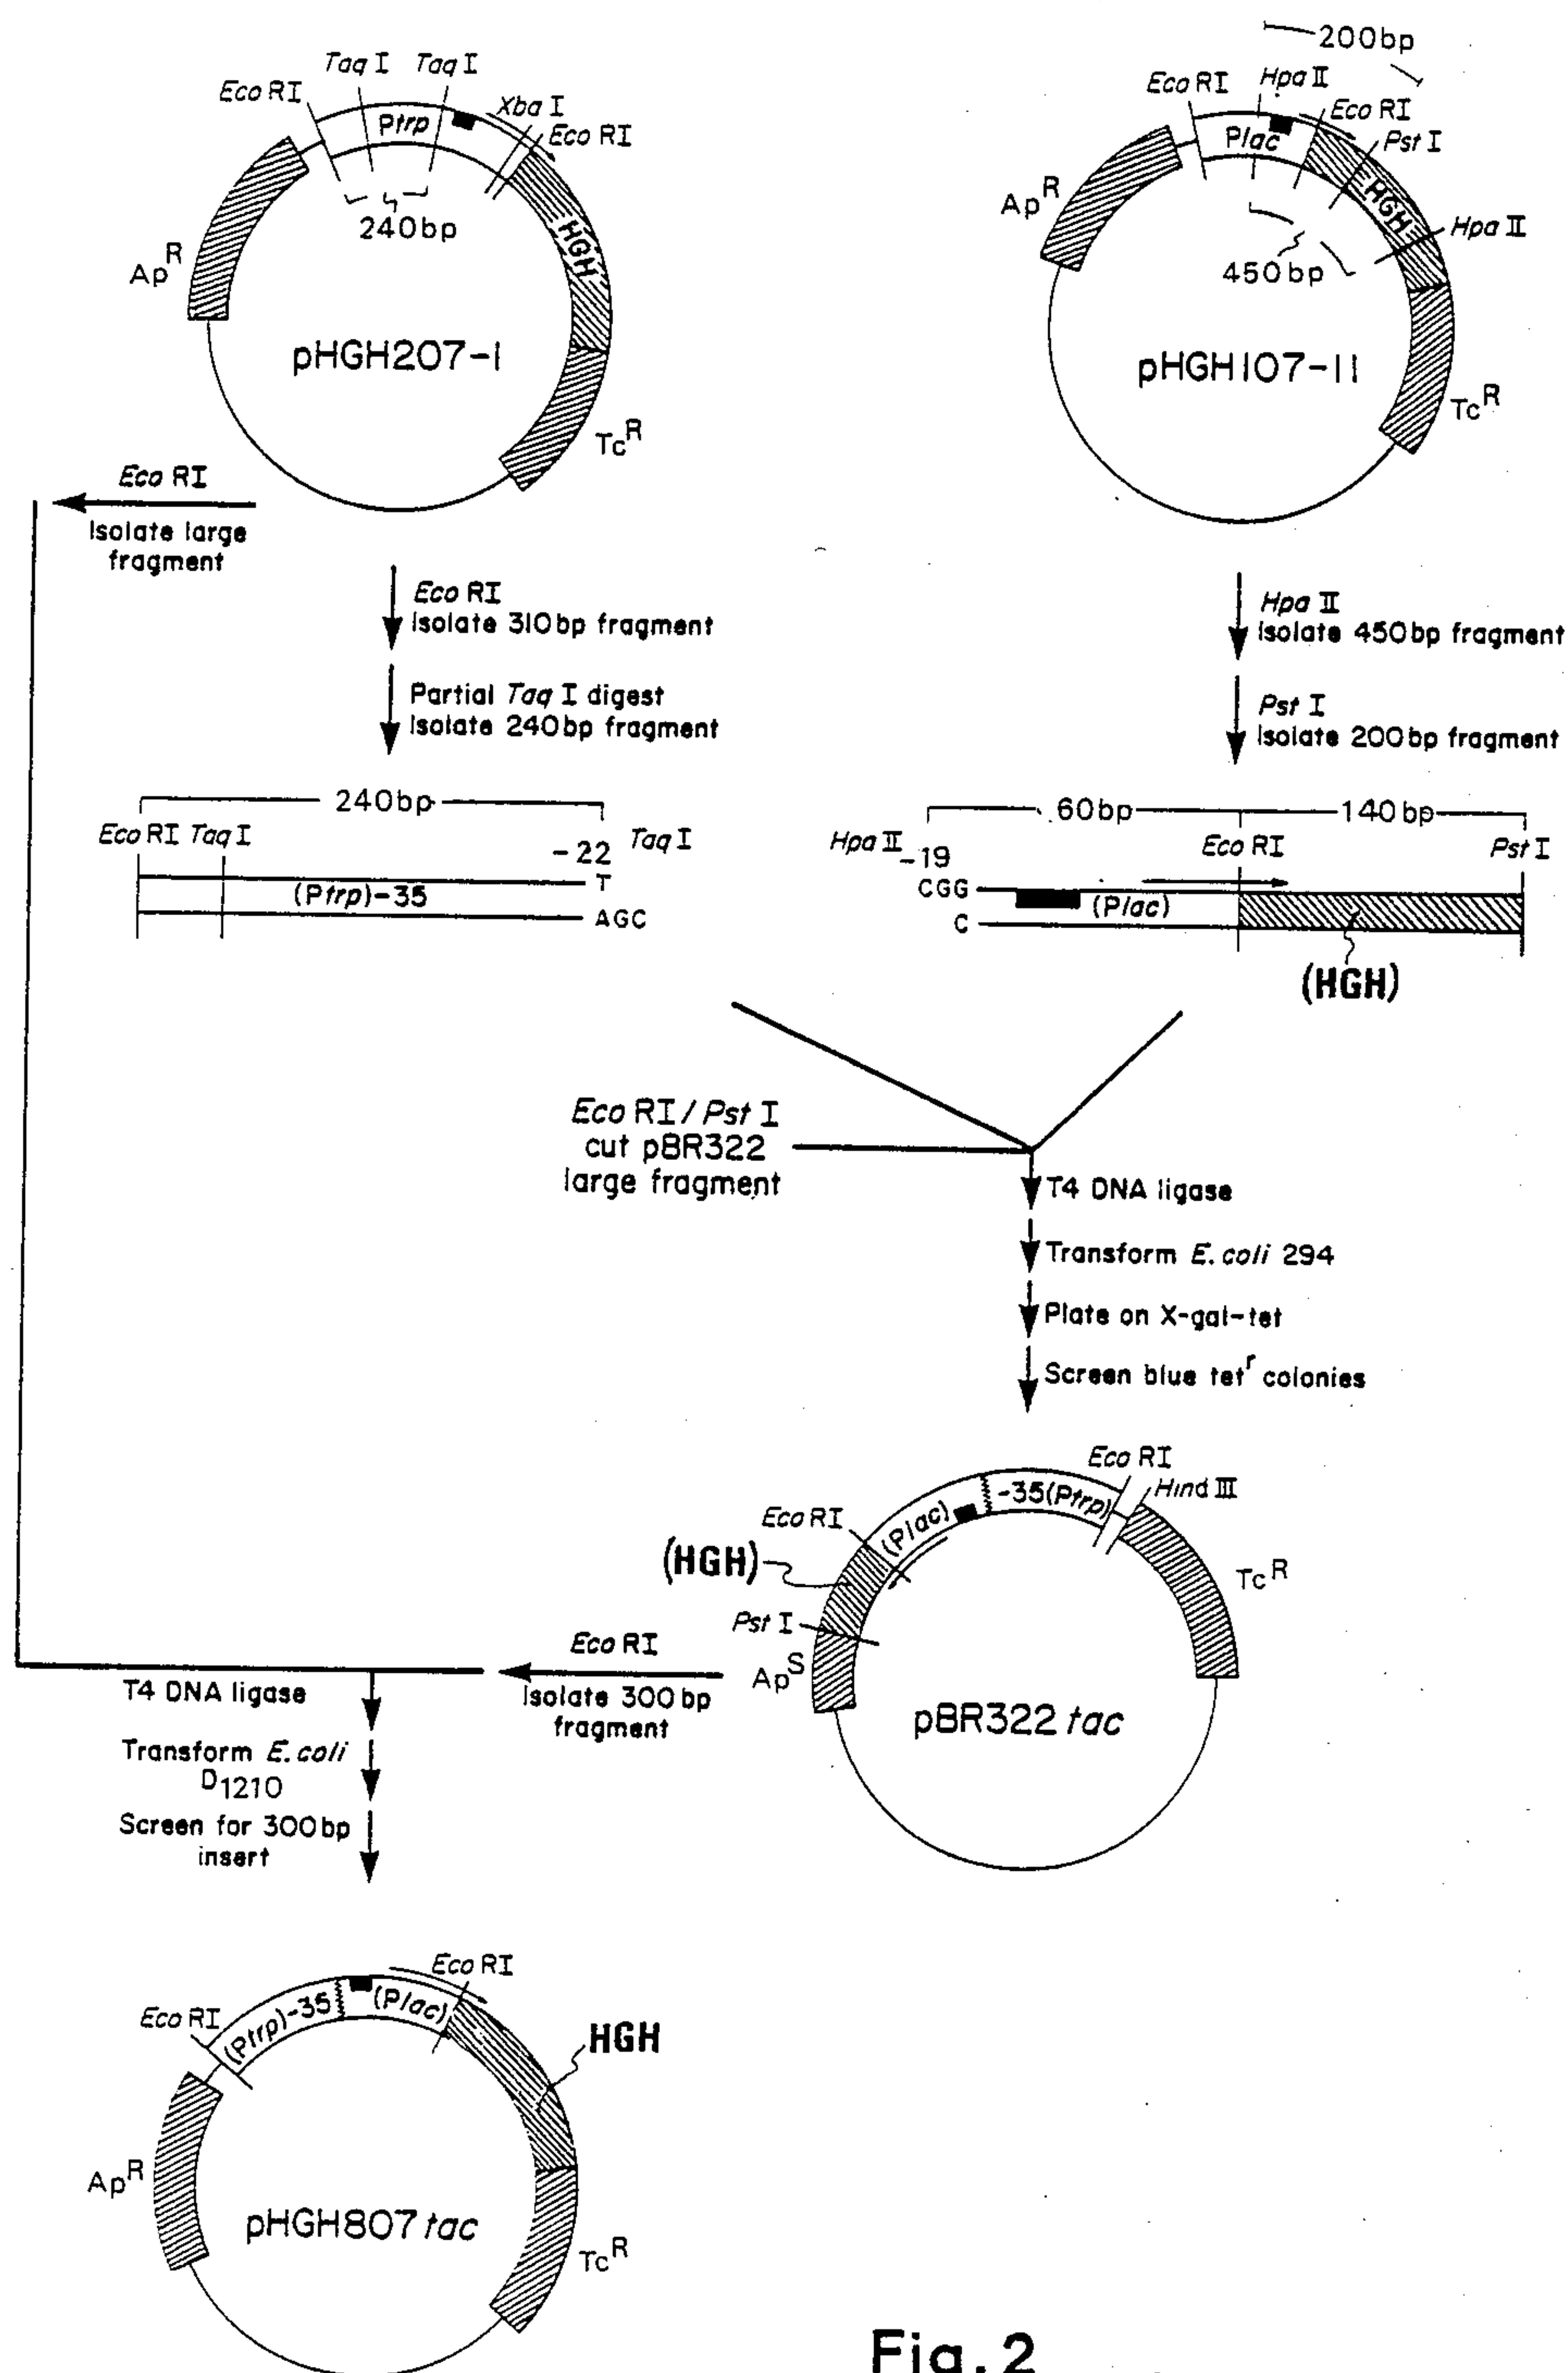 Eco RI
Taq I
Taq I
Xba I
Eco RI
Ptrp
240bp
HGH
Ap^R
Tc^R
pHGH207-1
200bp
Eco RI
Hpa II
Eco RI
Pst I
Plac
HGH
Hpa II
450bp
Ap^R
Tc^R
pHGH107-11
Eco RI
Isolate large
fragment
Eco RI
Isolate 310bp fragment
Partial Taq I digest
Isolate 240bp fragment
Hpa II
Isolate 450bp fragment
Pst I
Isolate 200bp fragment
240bp
Eco RI Taq I
-22 Taq I
(Ptrp)-35
T
AGC
60bp
140bp
Hpa II -19
Eco RI
Pst I
CGG
C
(Plac)
(HGH)
Eco RI/Pst I
cut pBR322
large fragment
T4 DNA ligase
Transform E.coli 294
Plate on X-gal-tet
Screen blue tet^r colonies
Eco RI
Hind III
-35(Ptrp)
(Plac)
Eco RI
(HGH)
Pst I
Ap^S
Tc^R
pBR322 tac
Eco RI
Isolate 300bp
fragment
T4 DNA ligase
Transform E.coli
D1210
Screen for 300bp
insert
Eco RI
Eco RI
(Ptrp)-35
(Plac)
HGH
Ap^R
Tc^R
pHGH807 tac
Fig. 2